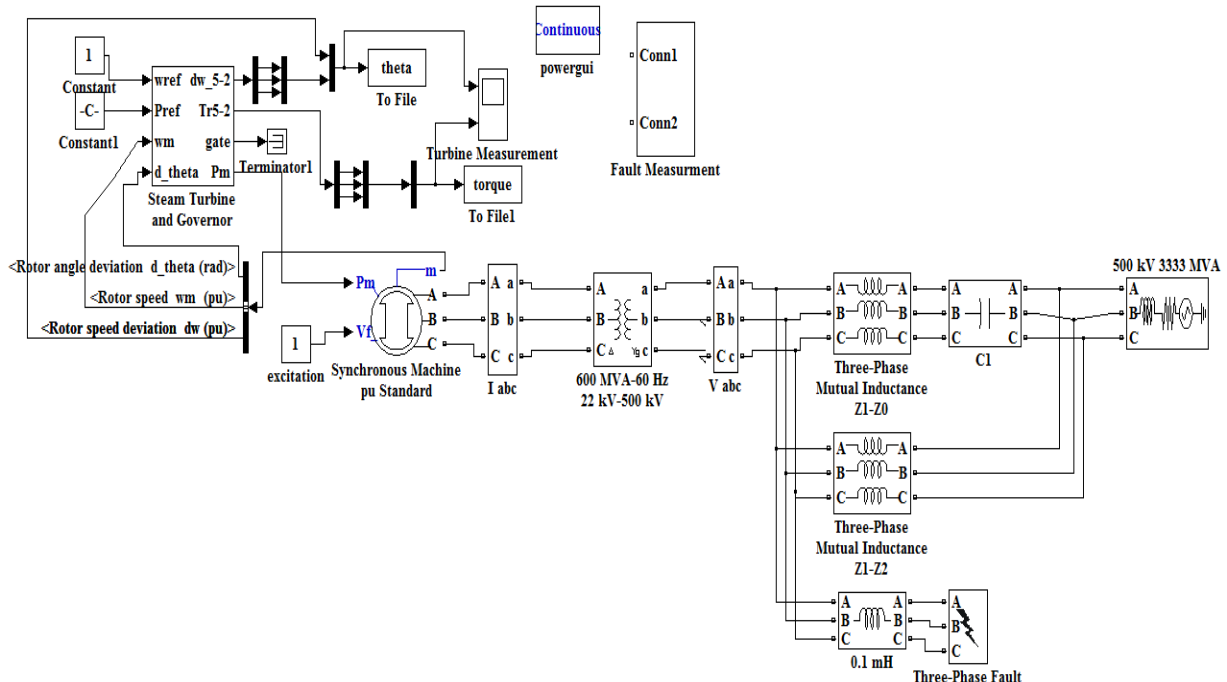 1
Constant
-C-
Constant1
wref dw_5-2
Pref Tr5-2
wm gate
d_theta Pm
Steam Turbine
and Governor
Terminator1
theta
To File
Turbine Measurement
torque
To File1
Continuous
powergui
Conn1
Conn2
Fault Measurment
<Rotor angle deviation d_theta (rad)>
<Rotor speed wm (pu)>
<Rotor speed deviation dw (pu)>
1
excitation
Pm
m
Vf_
A
B
C
Synchronous Machine
pu Standard
A a
B b
C c
I abc
A a
B b
C c
Δ Yg
600 MVA-60 Hz
22 kV-500 kV
A a
B b
C c
V abc
A A
B B
C C
Three-Phase
Mutual Inductance
Z1-Z0
A A
B B
C C
C1
500 kV 3333 MVA
A
B
C
A A
B B
C C
Three-Phase
Mutual Inductance
Z1-Z2
A A
B B
C C
0.1 mH
A
B
C
Three-Phase Fault